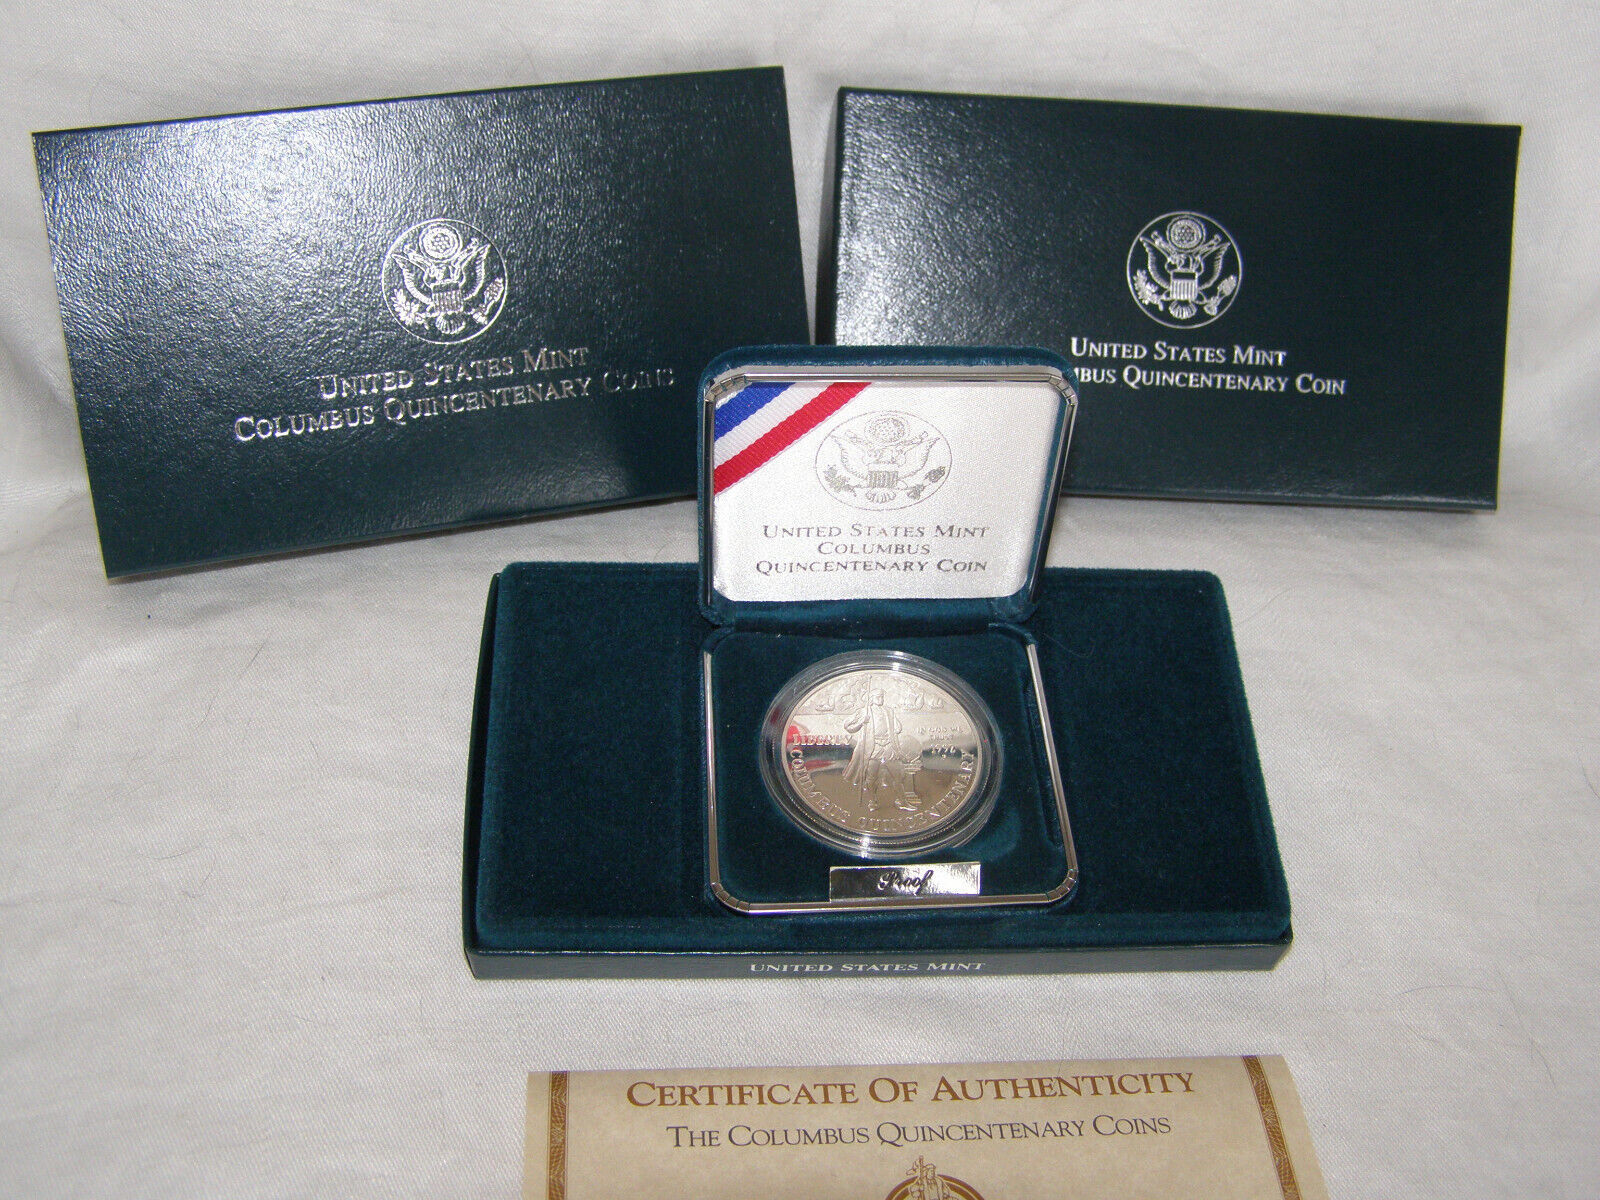 UNITED STATES MINT
COLUMBUS QUINCENTENARY COINS
UNITED STATES MINT
BUS QUINCENTENARY COIN
UNITED STATES MINT
COLUMBUS
QUINCENTENARY COIN
LIBERTY
IN GOD WE
TRUST
COLUMBUS QUINCENTENARY
Proof
UNITED STATES MINT
CERTIFICATE OF AUTHENTICITY
THE COLUMBUS QUINCENTENARY COINS